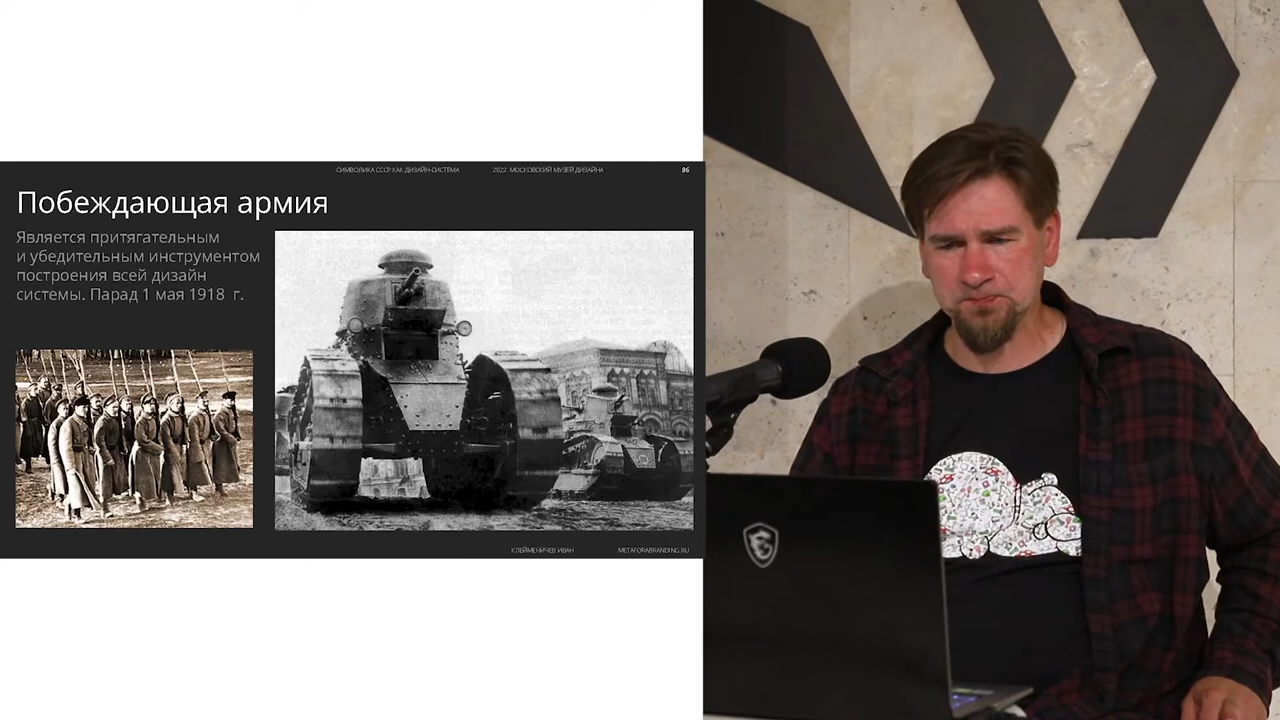 СИМВОЛИКА СССР КАК ДИЗАЙН-СИСТЕМА 2022 МОСКОВСКИЙ МУЗЕЙ ДИЗАЙНА 86
Побеждающая армия
Является притягательным
и убедительным инструментом
построения всей дизайн
системы. Парад 1 мая 1918 г.
КЛЕЙМЕНИЧЕВ ИВАН METAFORABRANDING.RU